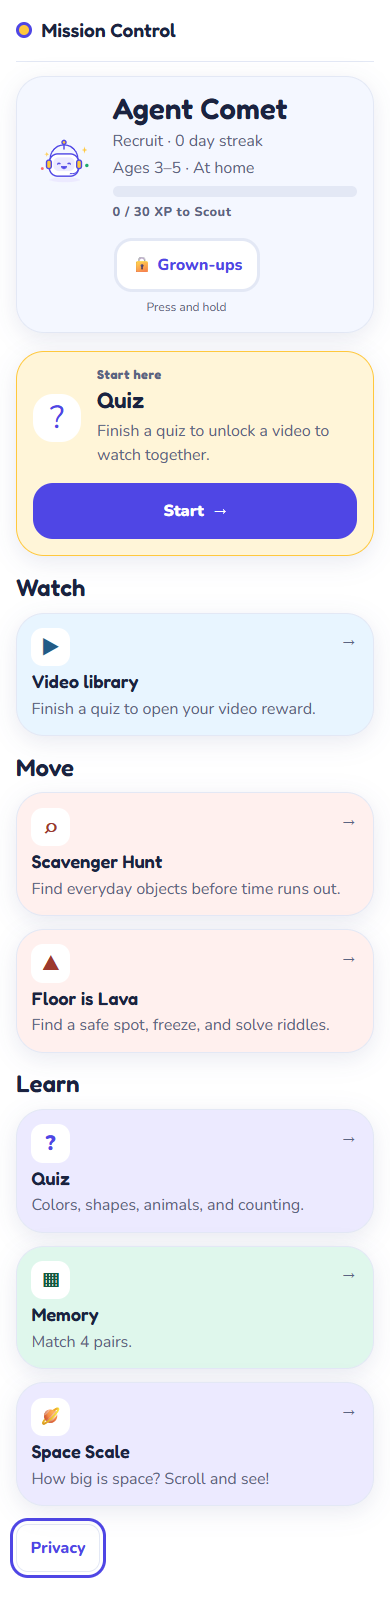 Mission Control
Agent Comet
Recruit · 0 day streak
Ages 3–5 · At home
0 / 30 XP to Scout
Grown-ups
Press and hold
Start here
?
Quiz
Finish a quiz to unlock a video to
watch together.
Start →
Watch
→
Video library
Finish a quiz to open your video reward.
Move
→
Scavenger Hunt
Find everyday objects before time runs out.
→
Floor is Lava
Find a safe spot, freeze, and solve riddles.
Learn
? →
Quiz
Colors, shapes, animals, and counting.
→
Memory
Match 4 pairs.
→
Space Scale
How big is space? Scroll and see!
Privacy